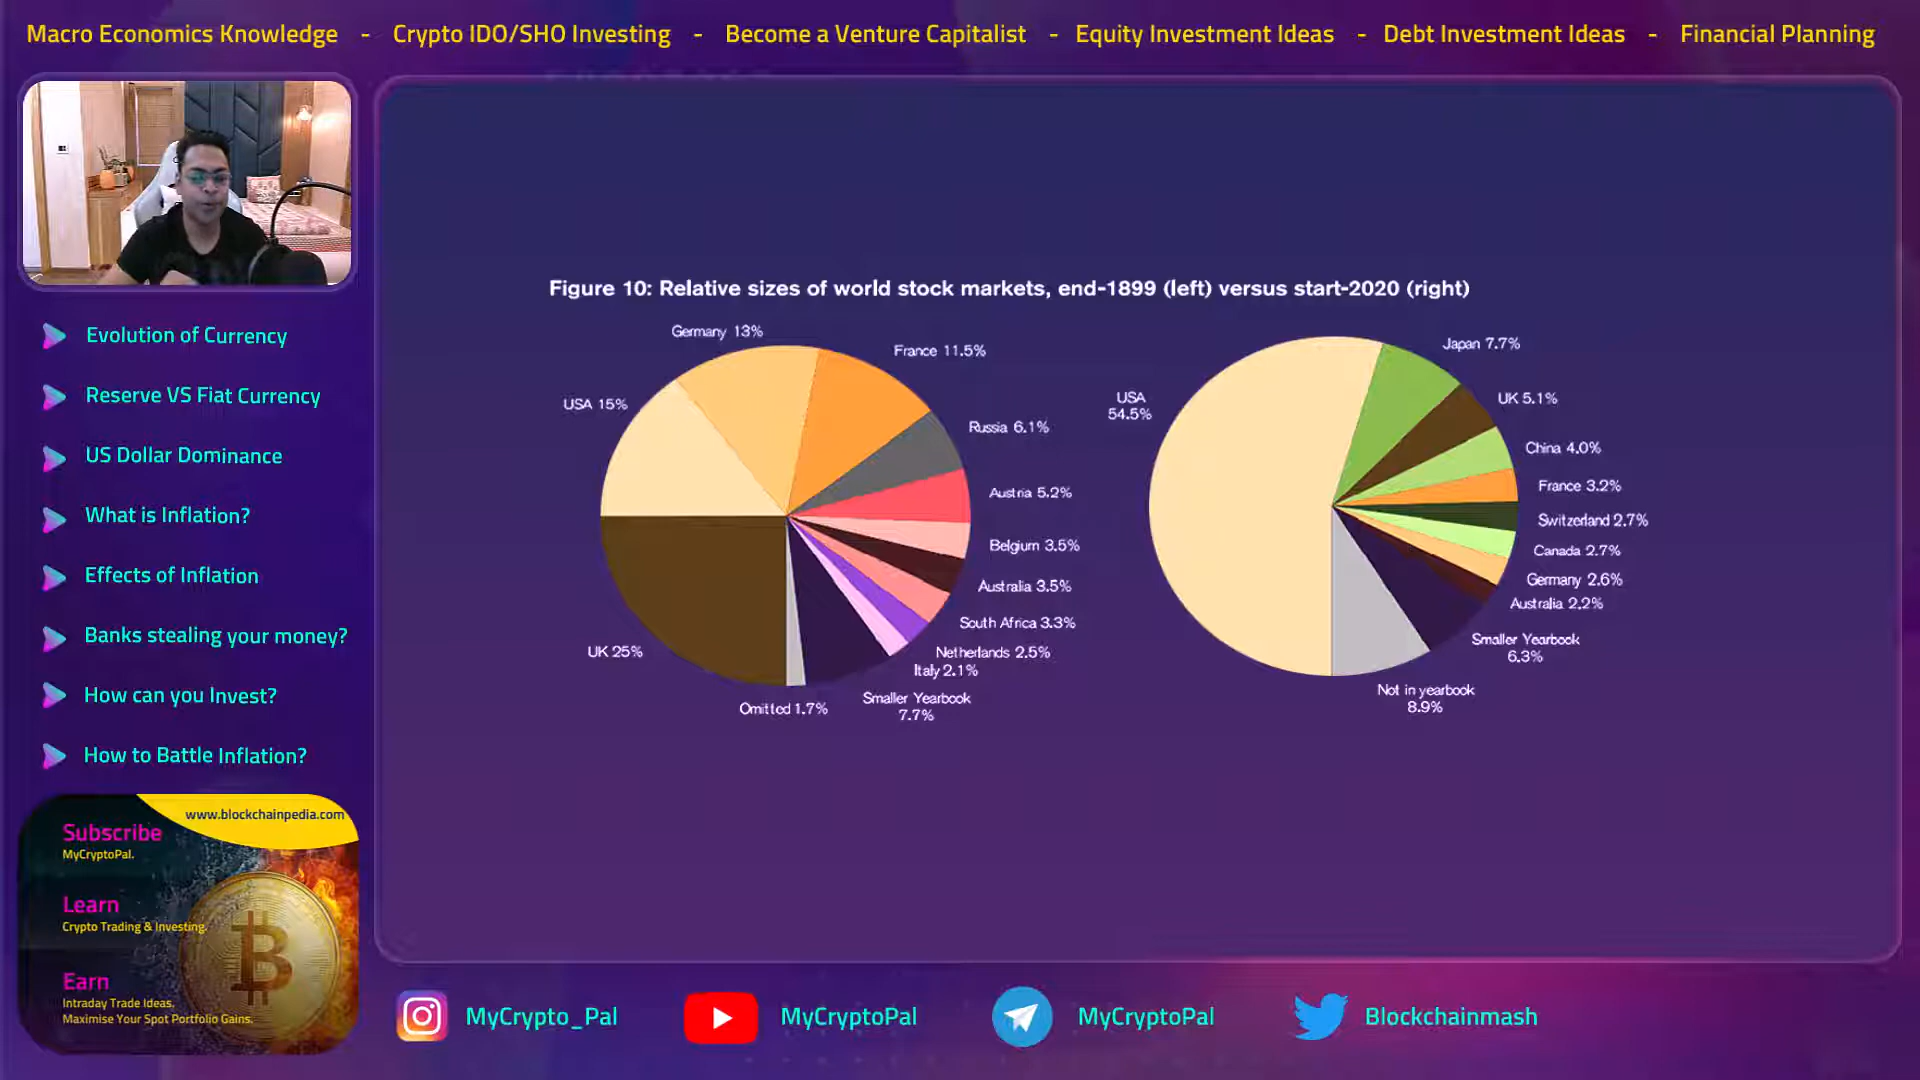 Macro Economics Knowledge - Crypto IDO/SHO Investing - Become a Venture Capitalist - Equity Investment Ideas - Debt Investment Ideas - Financial Planning
Evolution of Currency
Reserve VS Fiat Currency
US Dollar Dominance
What is Inflation?
Effects of Inflation
Banks stealing your money?
How can you Invest?
How to Battle Inflation?
www.blockchainpedia.com
Subscribe
MyCryptoPal.
Learn
Crypto Trading & Investing.
Earn
Intraday Trade Ideas.
Maximise Your Spot Portfolio Gains.
Figure 10: Relative sizes of world stock markets, end-1899 (left) versus start-2020 (right)
Germany 13%
France 11.5%
USA 15%
Russia 6.1%
Austria 5.2%
Belgium 3.5%
Australia 3.5%
South Africa 3.3%
Netherlands 2.5%
Italy 2.1%
Smaller Yearbook
7.7%
Omitted 1.7%
UK 25%
Japan 7.7%
USA
54.5%
UK 5.1%
China 4.0%
France 3.2%
Switzerland 2.7%
Canada 2.7%
Germany 2.6%
Australia 2.2%
Smaller Yearbook
6.3%
Not in yearbook
8.9%
MyCrypto_Pal
MyCryptoPal
MyCryptoPal
Blockchainmash